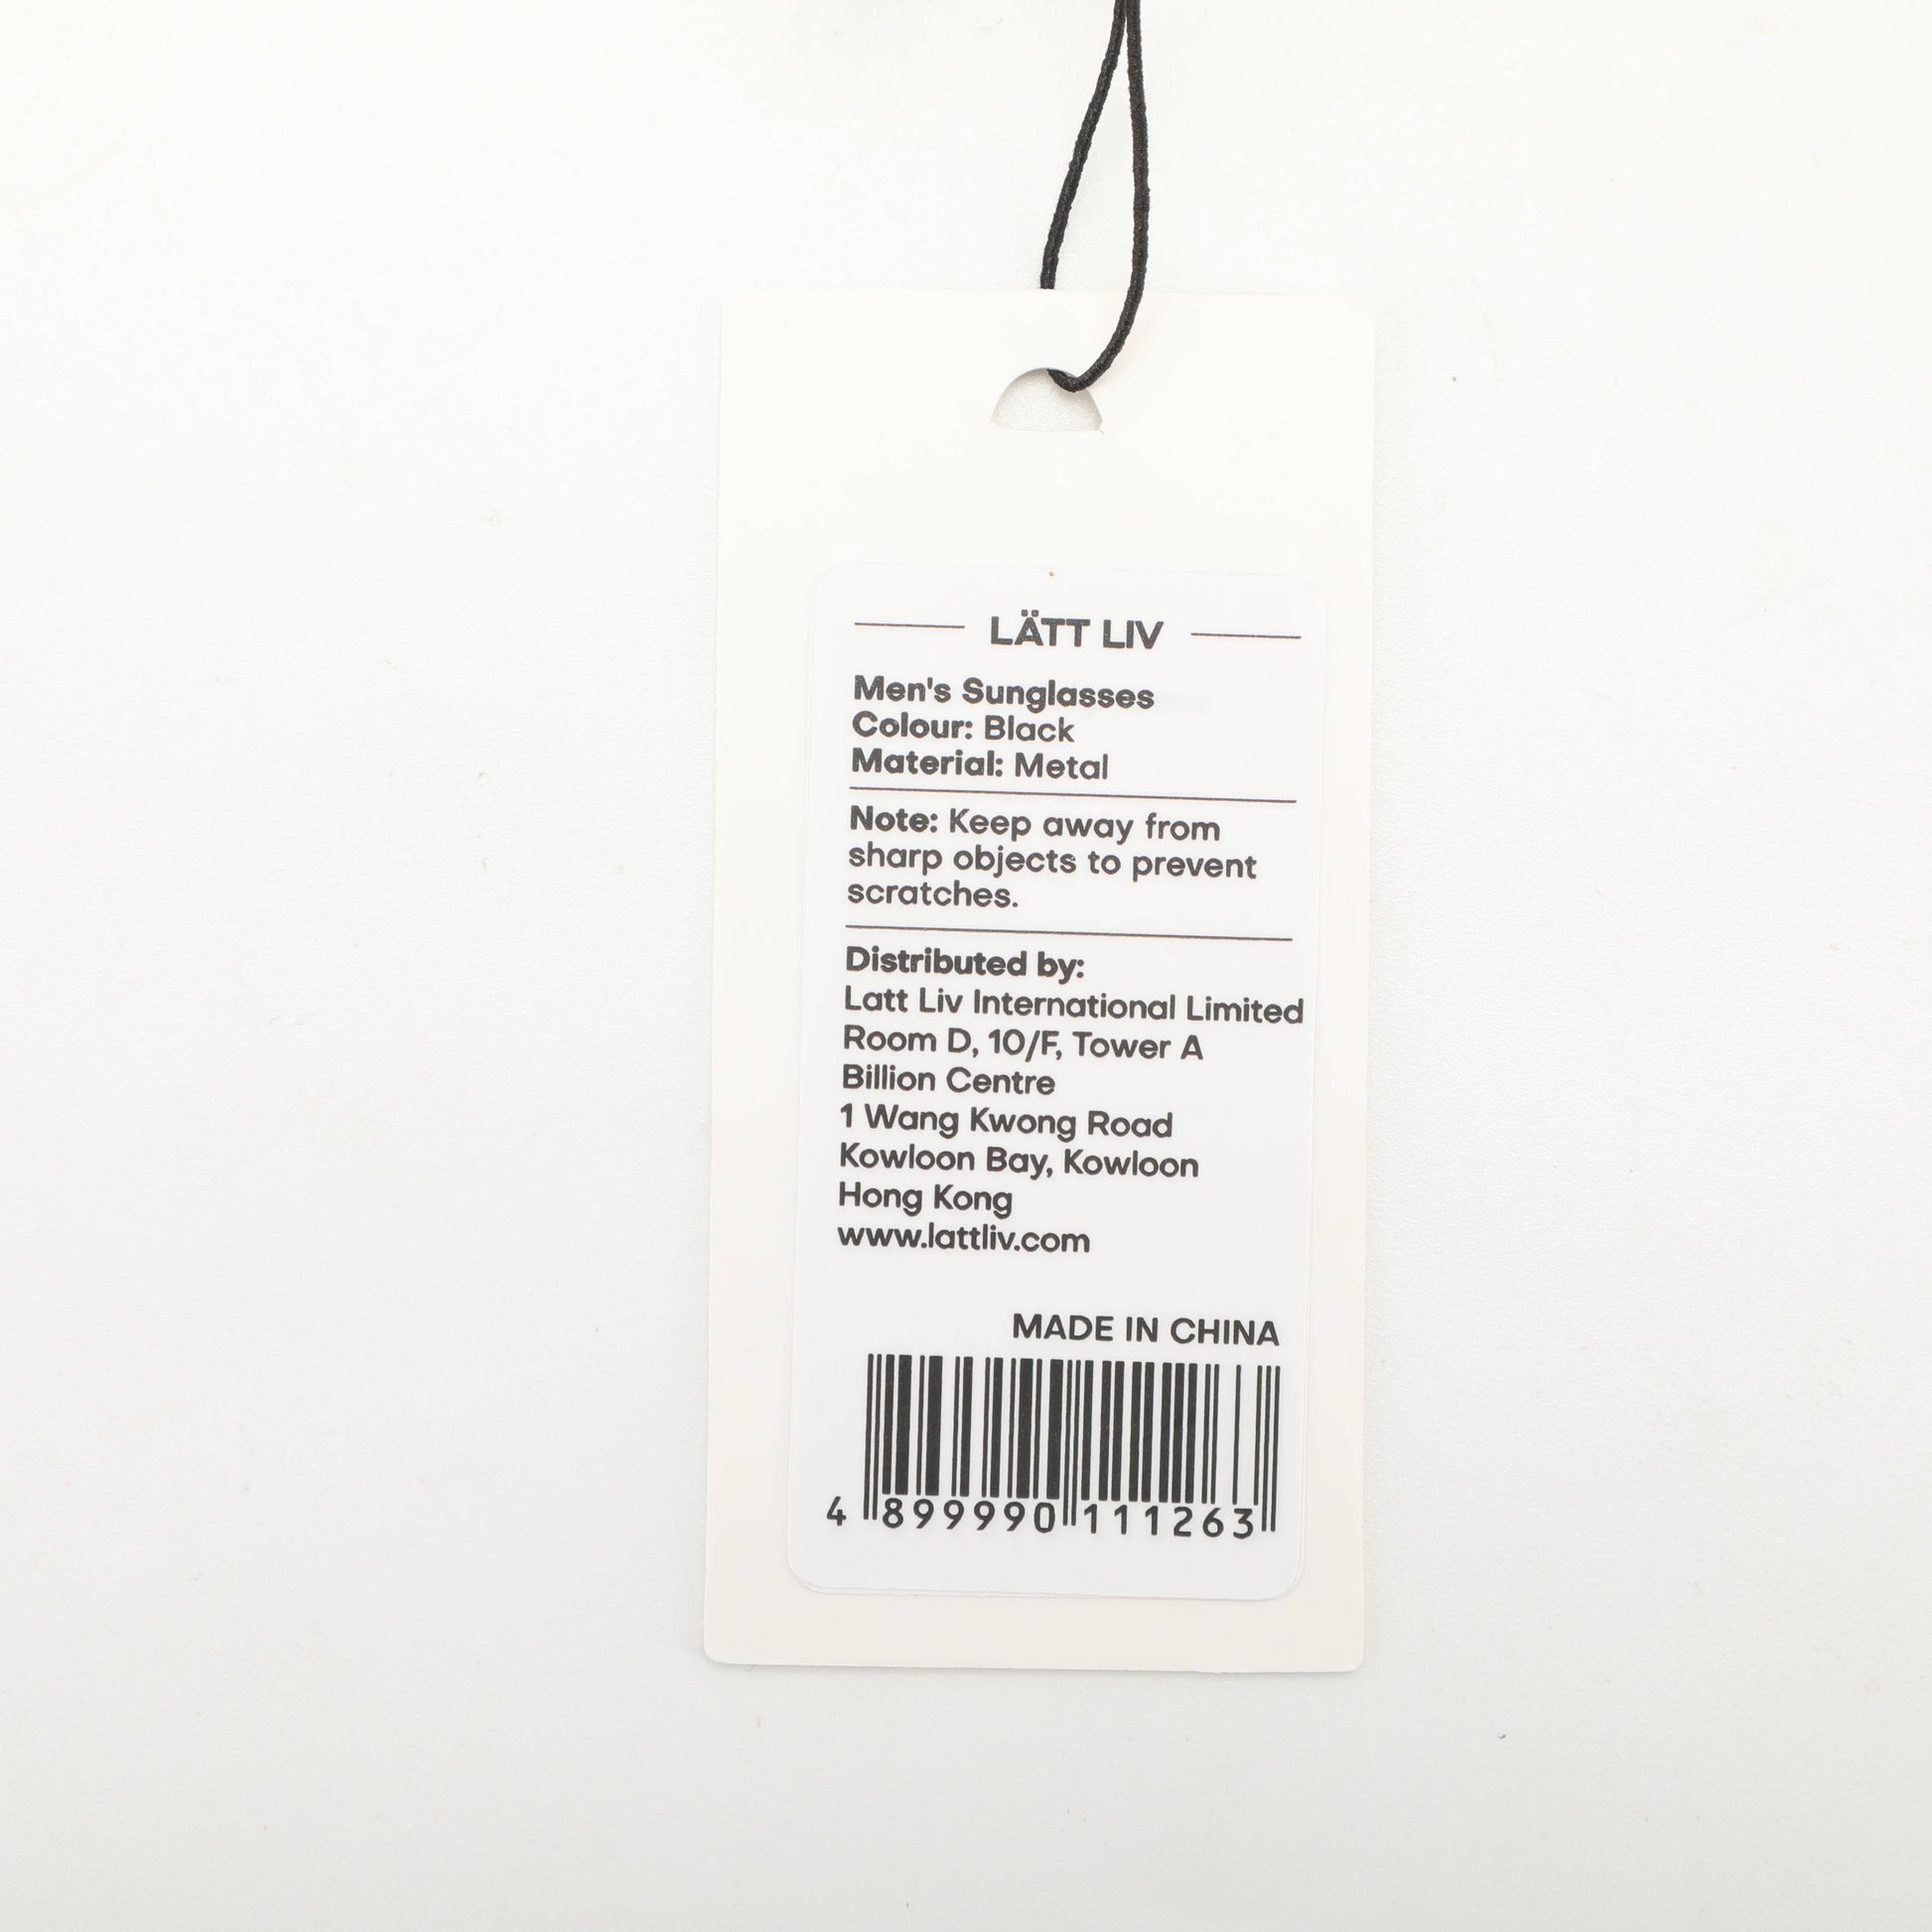 LÄTT LIV
Men's Sunglasses
Colour: Black
Material: Metal
Note: Keep away from
sharp objects to prevent
scratches.
Distributed by:
Latt Liv International Limited
Room D, 10/F, Tower A
Billion Centre
1 Wang Kwong Road
Kowloon Bay, Kowloon
Hong Kong
www.lattliv.com
MADE IN CHINA
4 899990 111263